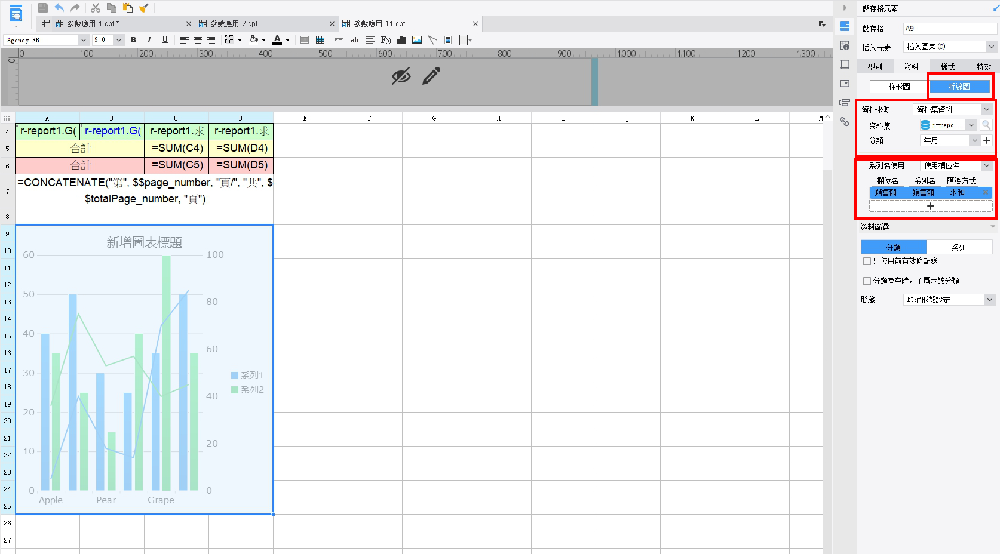 參數應用-1.cpt *
參數應用-2.cpt
參數應用-11.cpt
Agency FB
9.0
B I U
A
ab
F(x)
0 100 200 300 400 500 600 700 800 900 1000 1100 1200 1300
0
A B C D E F G H I J K L M
4 r-report1.G( r-report1.G( r-report1.求 r-report1.求
5 合計 =SUM(C4) =SUM(D4)
6 合計 =SUM(C5) =SUM(D5)
7 =CONCATENATE("第", $$page_number, "頁/", "共", $
$totalPage_number, "頁")
8
9
10
11
12
13
14
15
16
17
18
19
20
21
22
23
24
25
26
27
新增圖表標題
60 100
50
80
40
60
30
40
20
20
10
0 0
Apple Pear Grape
系列1
系列2
儲存格元素
儲存格 A9
插入元素 插入圖表(C)
型別 資料 樣式 特效
柱形圖 折線圖
資料來源 資料集資料
資料集 r-repo...
分類 年月
系列名使用 使用欄位名
欄位名 系列名 匯總方式
銷售額 銷售額 求和
資料篩選
分類 系列
只使用前有效條記錄
分類為空時，不顯示該分類
形態 取消形態設定